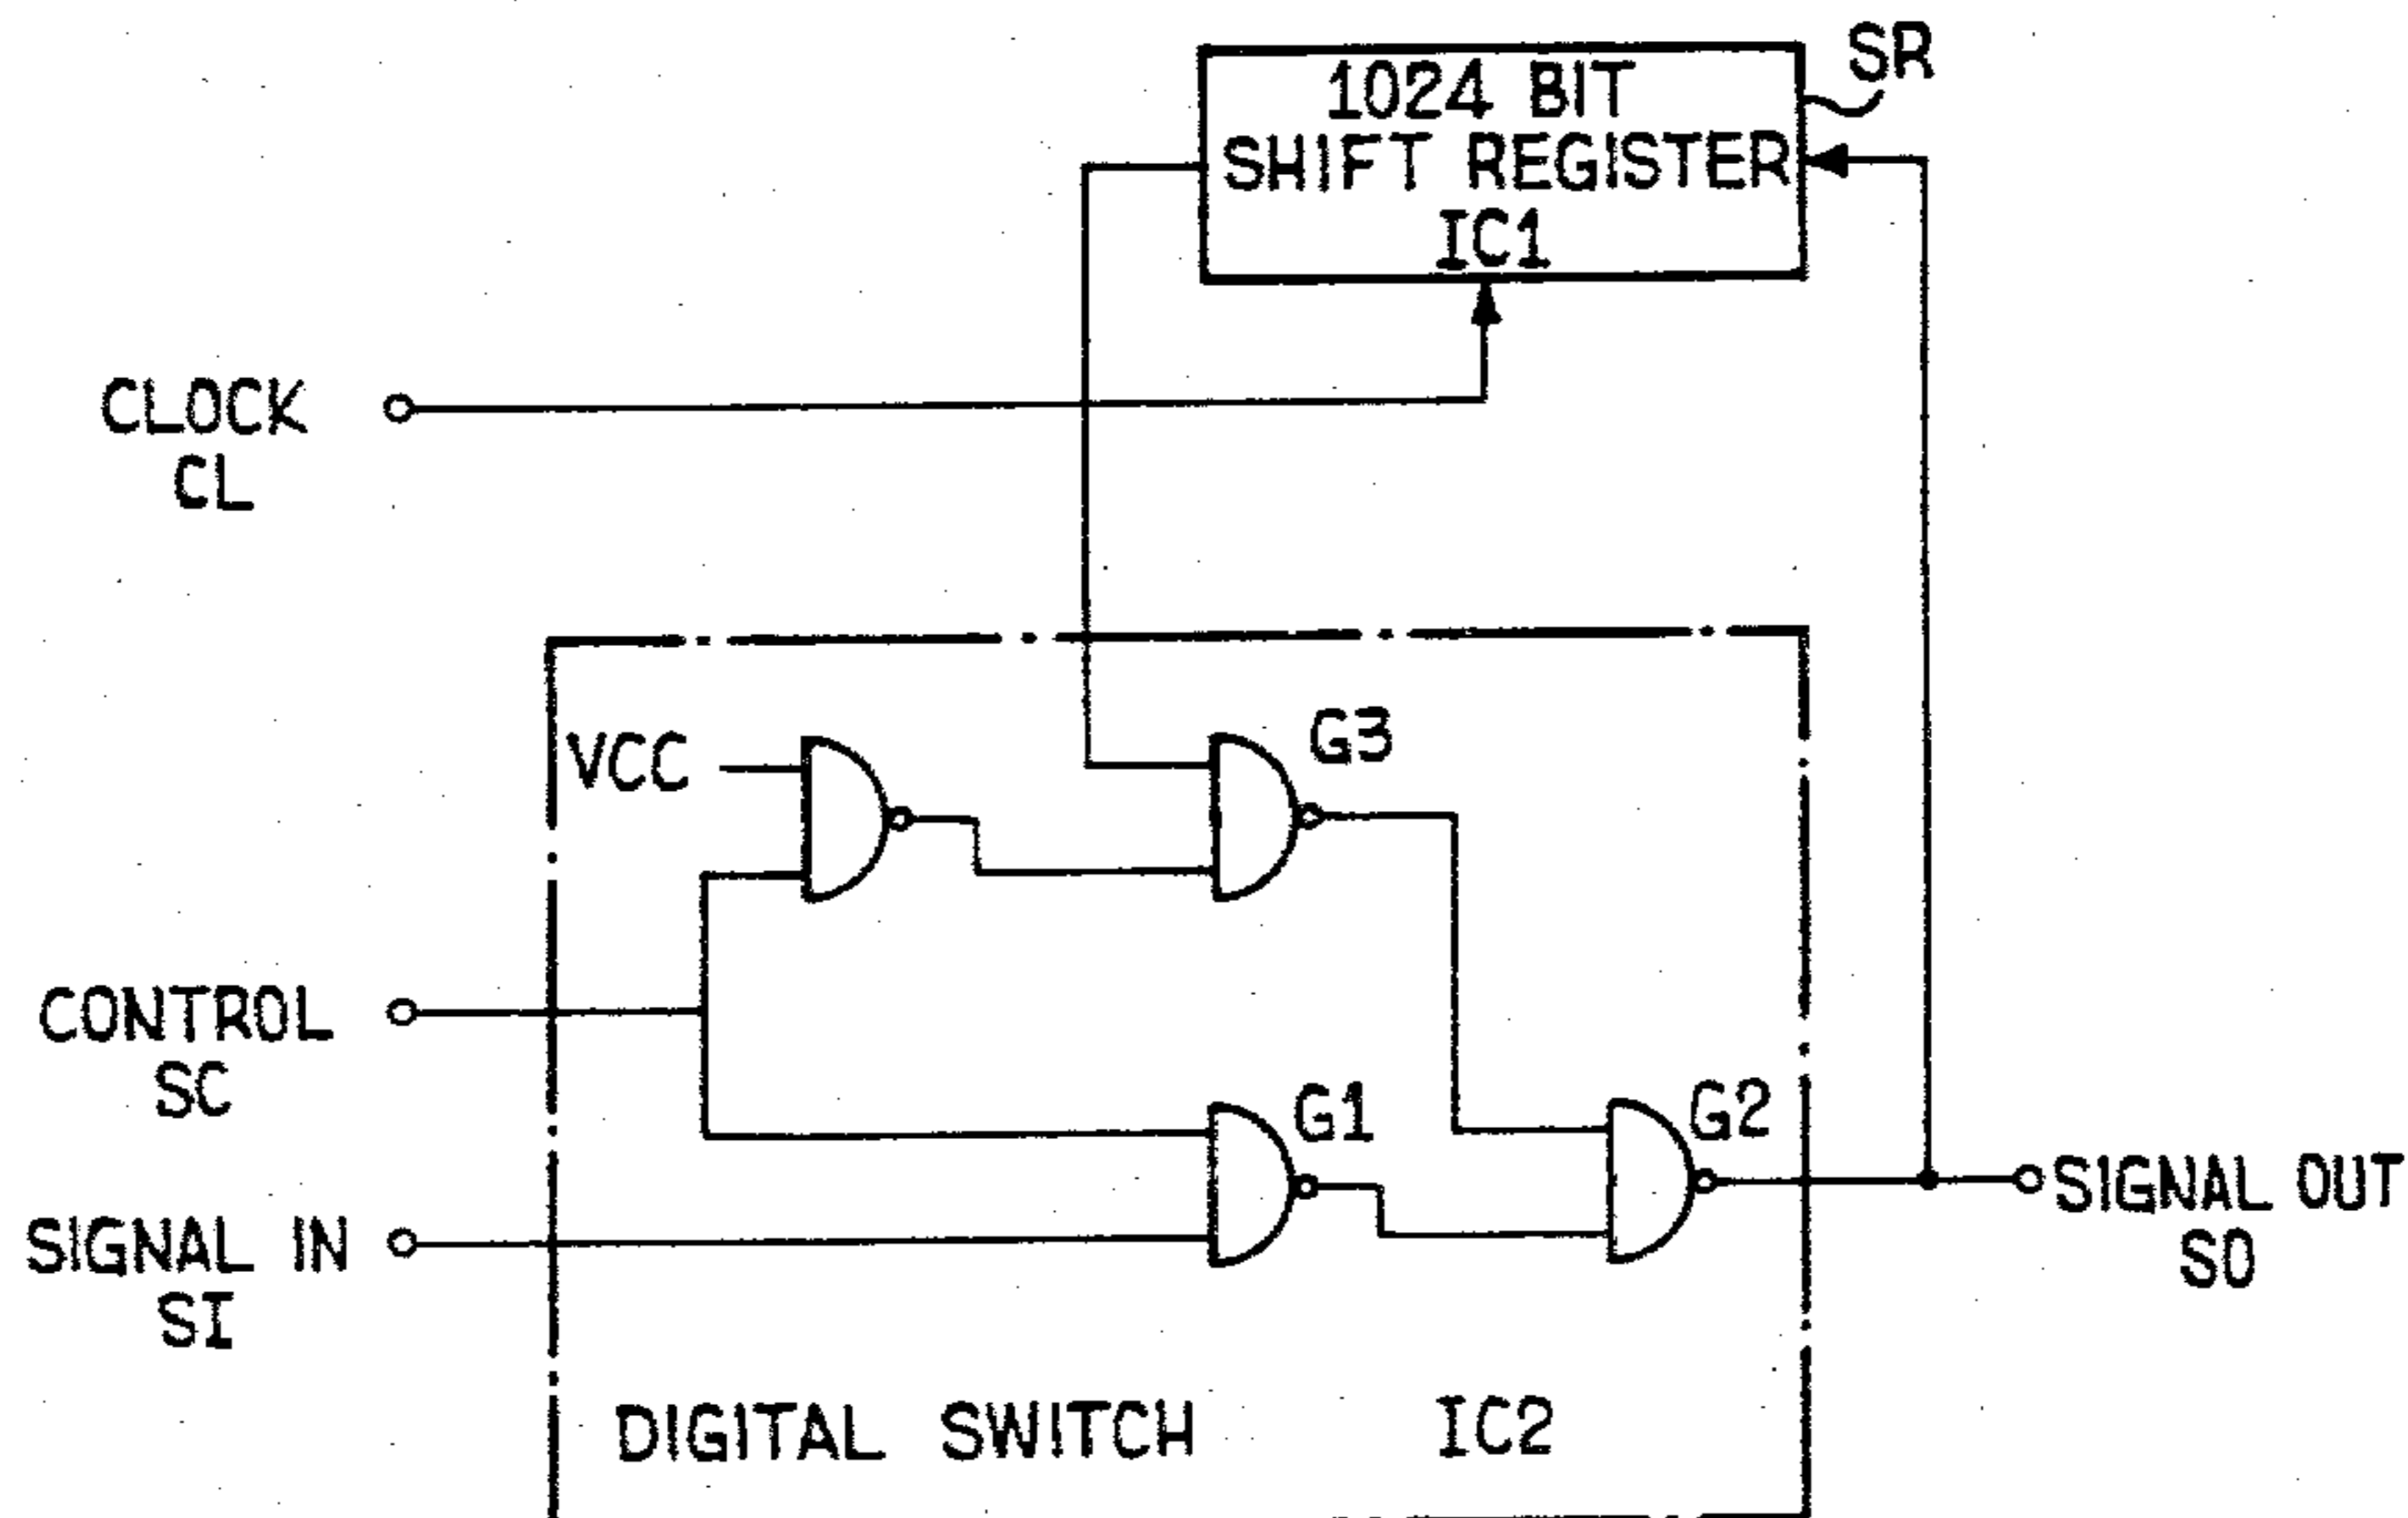 SR
1024 BIT
SHIFT REGISTER
IC1
CLOCK
CL
VCC
G3
CONTROL
SC
G1
G2
SIGNAL IN
SI
SIGNAL OUT
SO
DIGITAL SWITCH IC2